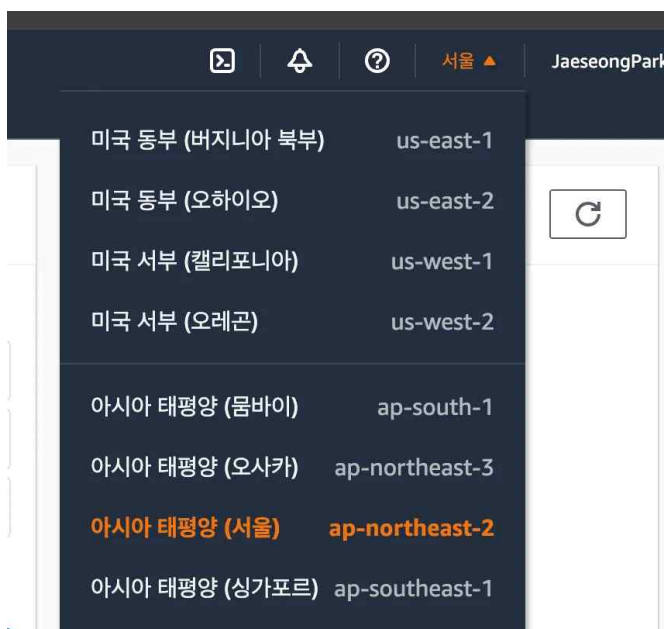 서울 ▲ JaeseongPark
미국 동부 (버지니아 북부) us-east-1
미국 동부 (오하이오) us-east-2
미국 서부 (캘리포니아) us-west-1
미국 서부 (오레곤) us-west-2
아시아 태평양 (뭄바이) ap-south-1
아시아 태평양 (오사카) ap-northeast-3
아시아 태평양 (서울) ap-northeast-2
아시아 태평양 (싱가포르) ap-southeast-1